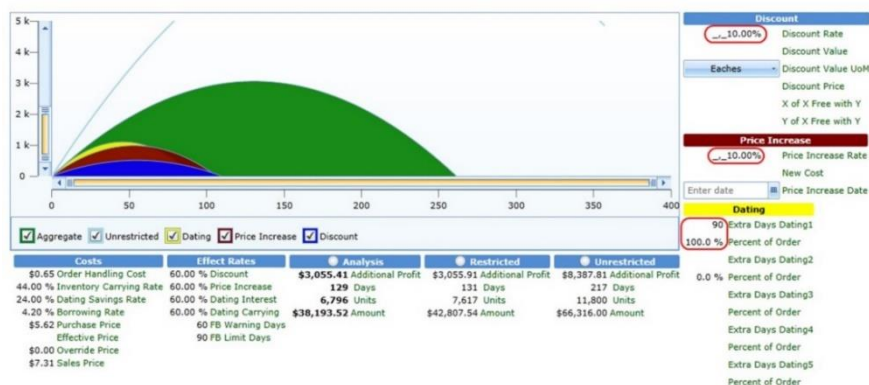 5 k
4 k
3 k
2 k
1 k
0
0 50 100 150 200 250 300 350 400
Aggregate Unrestricted Dating Price Increase Discount
Costs
$0.65 Order Handling Cost
44.00 % Inventory Carrying Rate
24.00 % Dating Savings Rate
4.20 % Borrowing Rate
$5.62 Purchase Price
Effective Price
$0.00 Override Price
$7.31 Sales Price
Effect Rates
60.00 % Discount
60.00 % Price Increase
60.00 % Dating Interest
60.00 % Dating Carrying
60 FB Warning Days
90 FB Limit Days
Analysis
$3,055.41 Additional Profit
129 Days
6,796 Units
$38,193.52 Amount
Restricted
$3,055.91 Additional Profit
131 Days
7,617 Units
$42,807.54 Amount
Unrestricted
$8,387.81 Additional Profit
217 Days
11,800 Units
$66,316.00 Amount
Discount
_,_10.00% Discount Rate
Discount Value
Eaches Discount Value UoM
Discount Price
X of X Free with Y
Y of X Free with Y
Price Increase
_,_10.00% Price Increase Rate
New Cost
Enter date Price Increase Date
Dating
90 Extra Days Dating1
100.0 % Percent of Order
Extra Days Dating2
0.0 % Percent of Order
Extra Days Dating3
Percent of Order
Extra Days Dating4
Percent of Order
Extra Days Dating5
Percent of Order